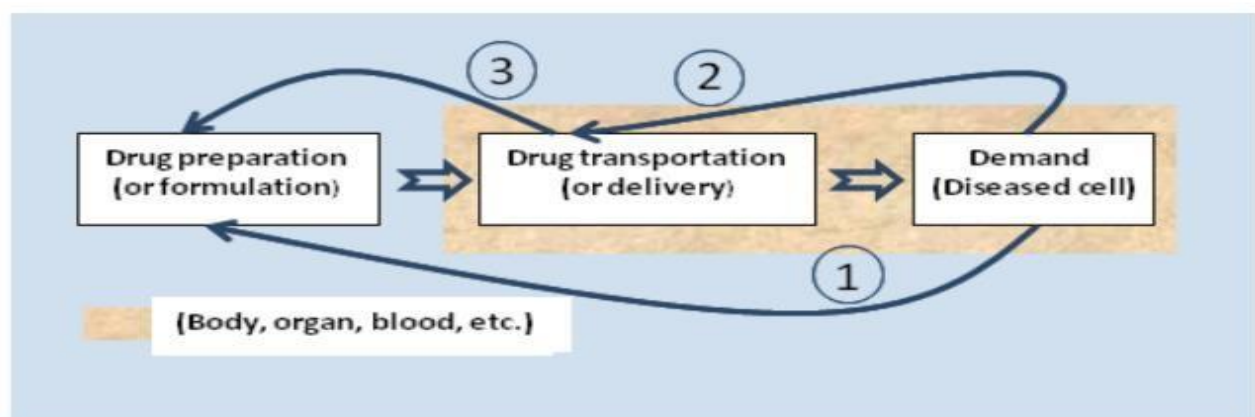 3
2
Drug preparation
(or formulation)
Drug transportation
(or delivery)
Demand
(Diseased cell)
1
(Body, organ, blood, etc.)